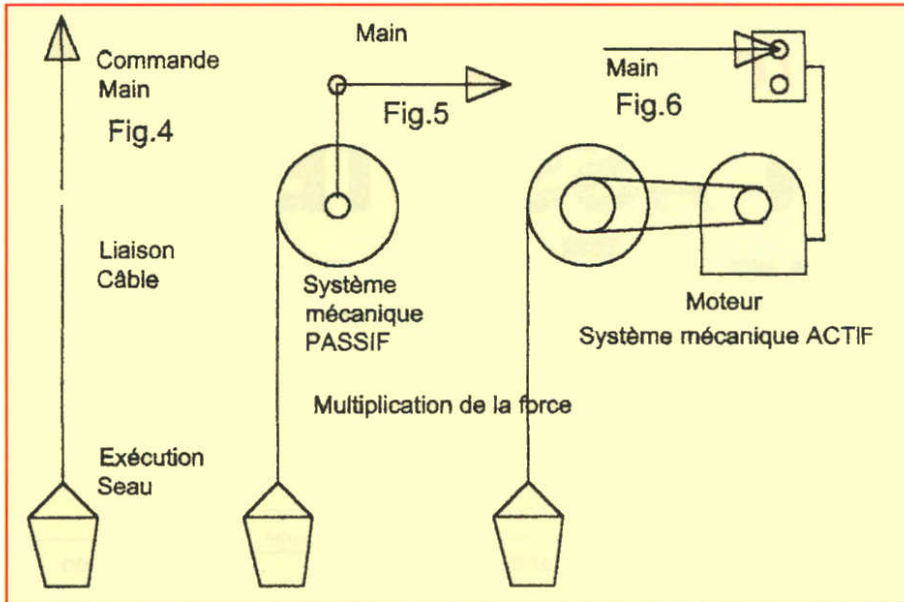 Commande
Main
Fig.4
Liaison
Câble
Exécution
Seau
Main
Fig.5
Système
mécanique
PASSIF
Multiplication de la force
Main
Fig.6
Moteur
Système mécanique ACTIF